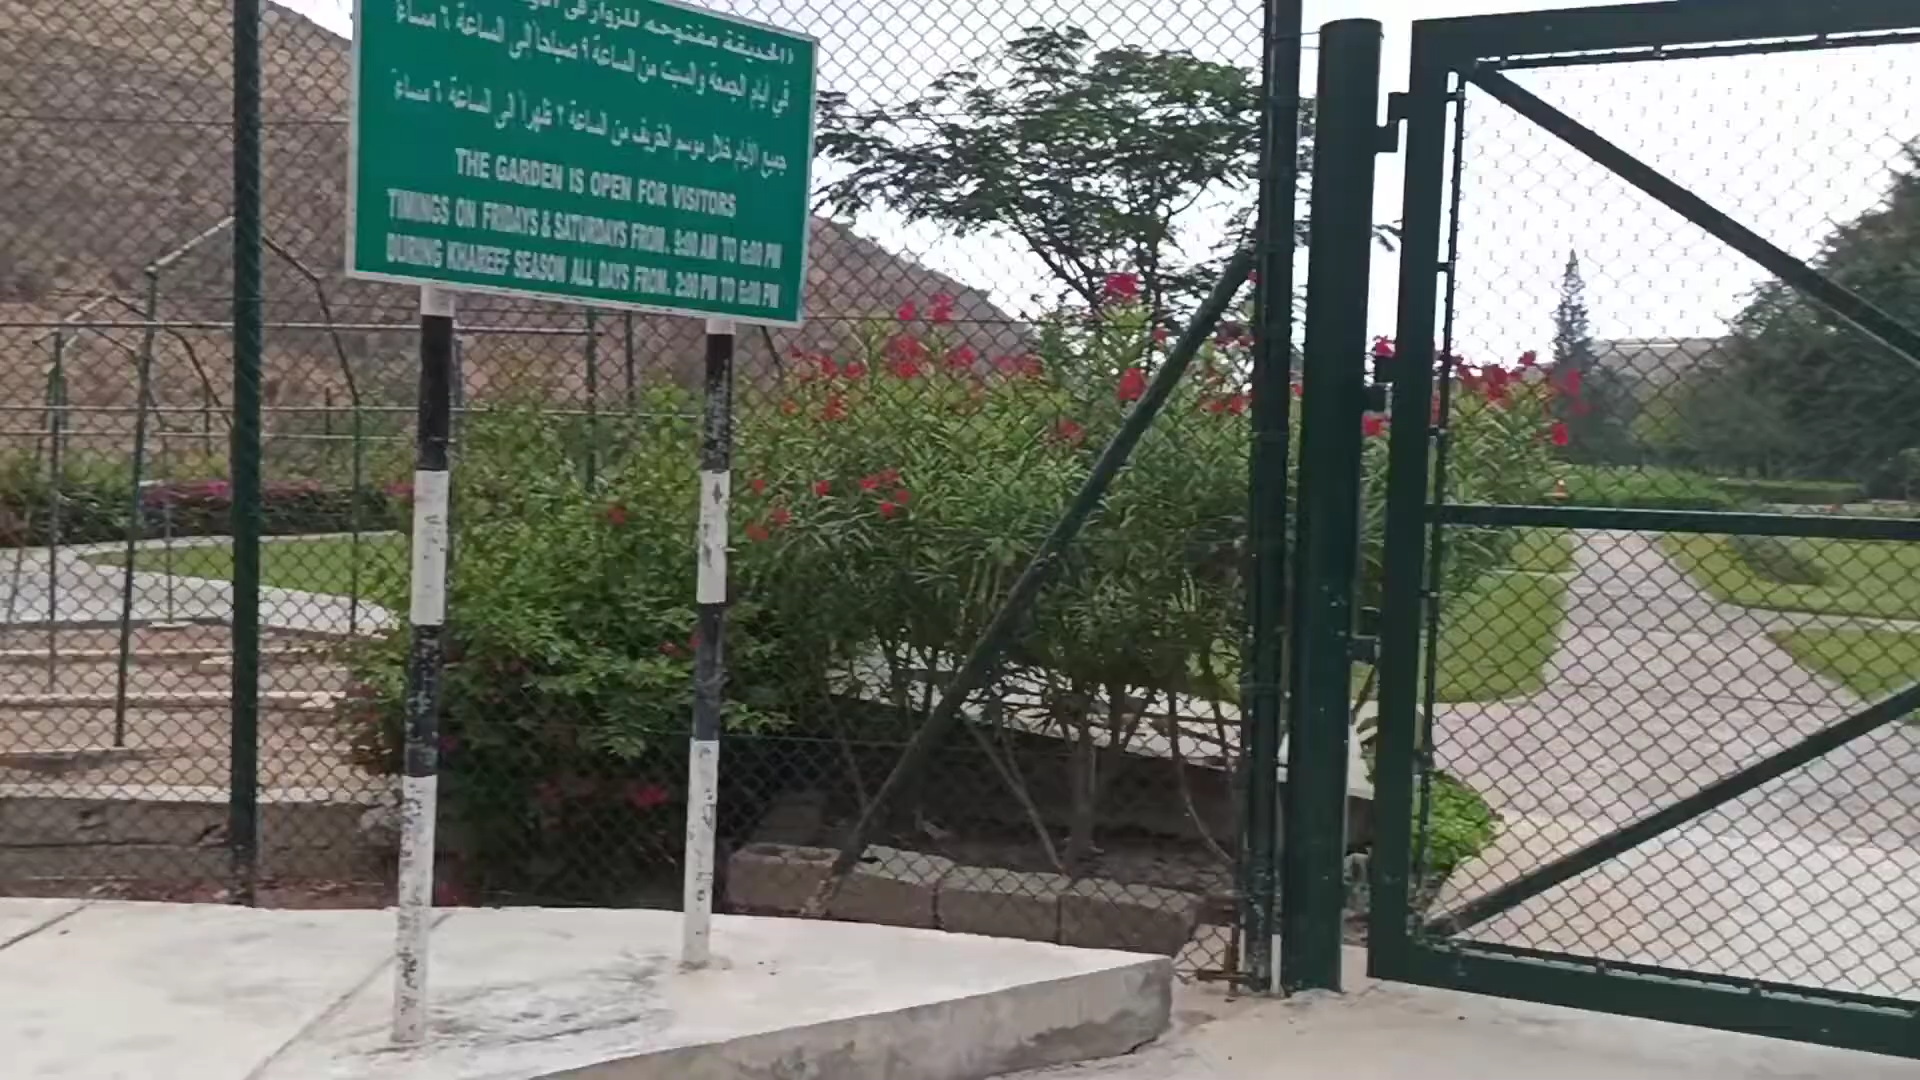 الحديقة مفتوحه للزوار في
في أيام الجمعة والسبت من الساعة ٩ صباحاً إلى الساعة ٦ مساءً
جميع الأيام خلال موسم الخريف من الساعة ٢ ظهراً الى الساعة ٦ مساءً
THE GARDEN IS OPEN FOR VISITORS
TIMINGS ON FRIDAYS & SATURDAYS FROM. 9:00 AM TO 6:00 PM
DURING KHAREEF SEASON ALL DAYS FROM. 2:00 PM TO 6:00 PM